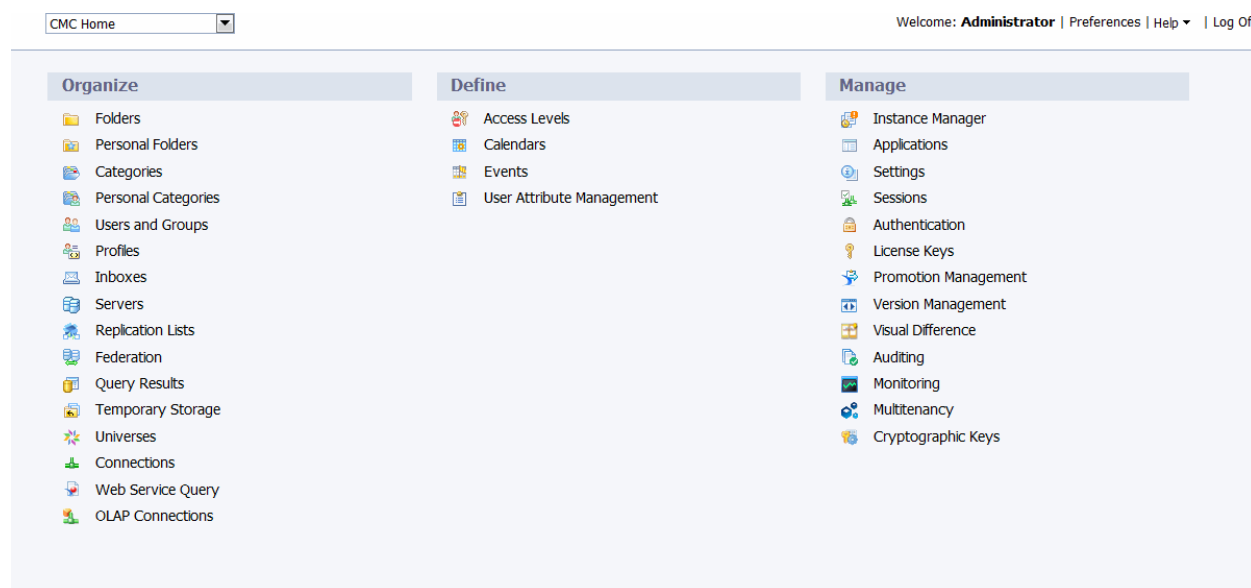 CMC Home
Welcome: Administrator | Preferences | Help | Log Of
Organize
Folders
Personal Folders
Categories
Personal Categories
Users and Groups
Profiles
Inboxes
Servers
Replication Lists
Federation
Query Results
Temporary Storage
Universes
Connections
Web Service Query
OLAP Connections
Define
Access Levels
Calendars
Events
User Attribute Management
Manage
Instance Manager
Applications
Settings
Sessions
Authentication
License Keys
Promotion Management
Version Management
Visual Difference
Auditing
Monitoring
Multitenancy
Cryptographic Keys